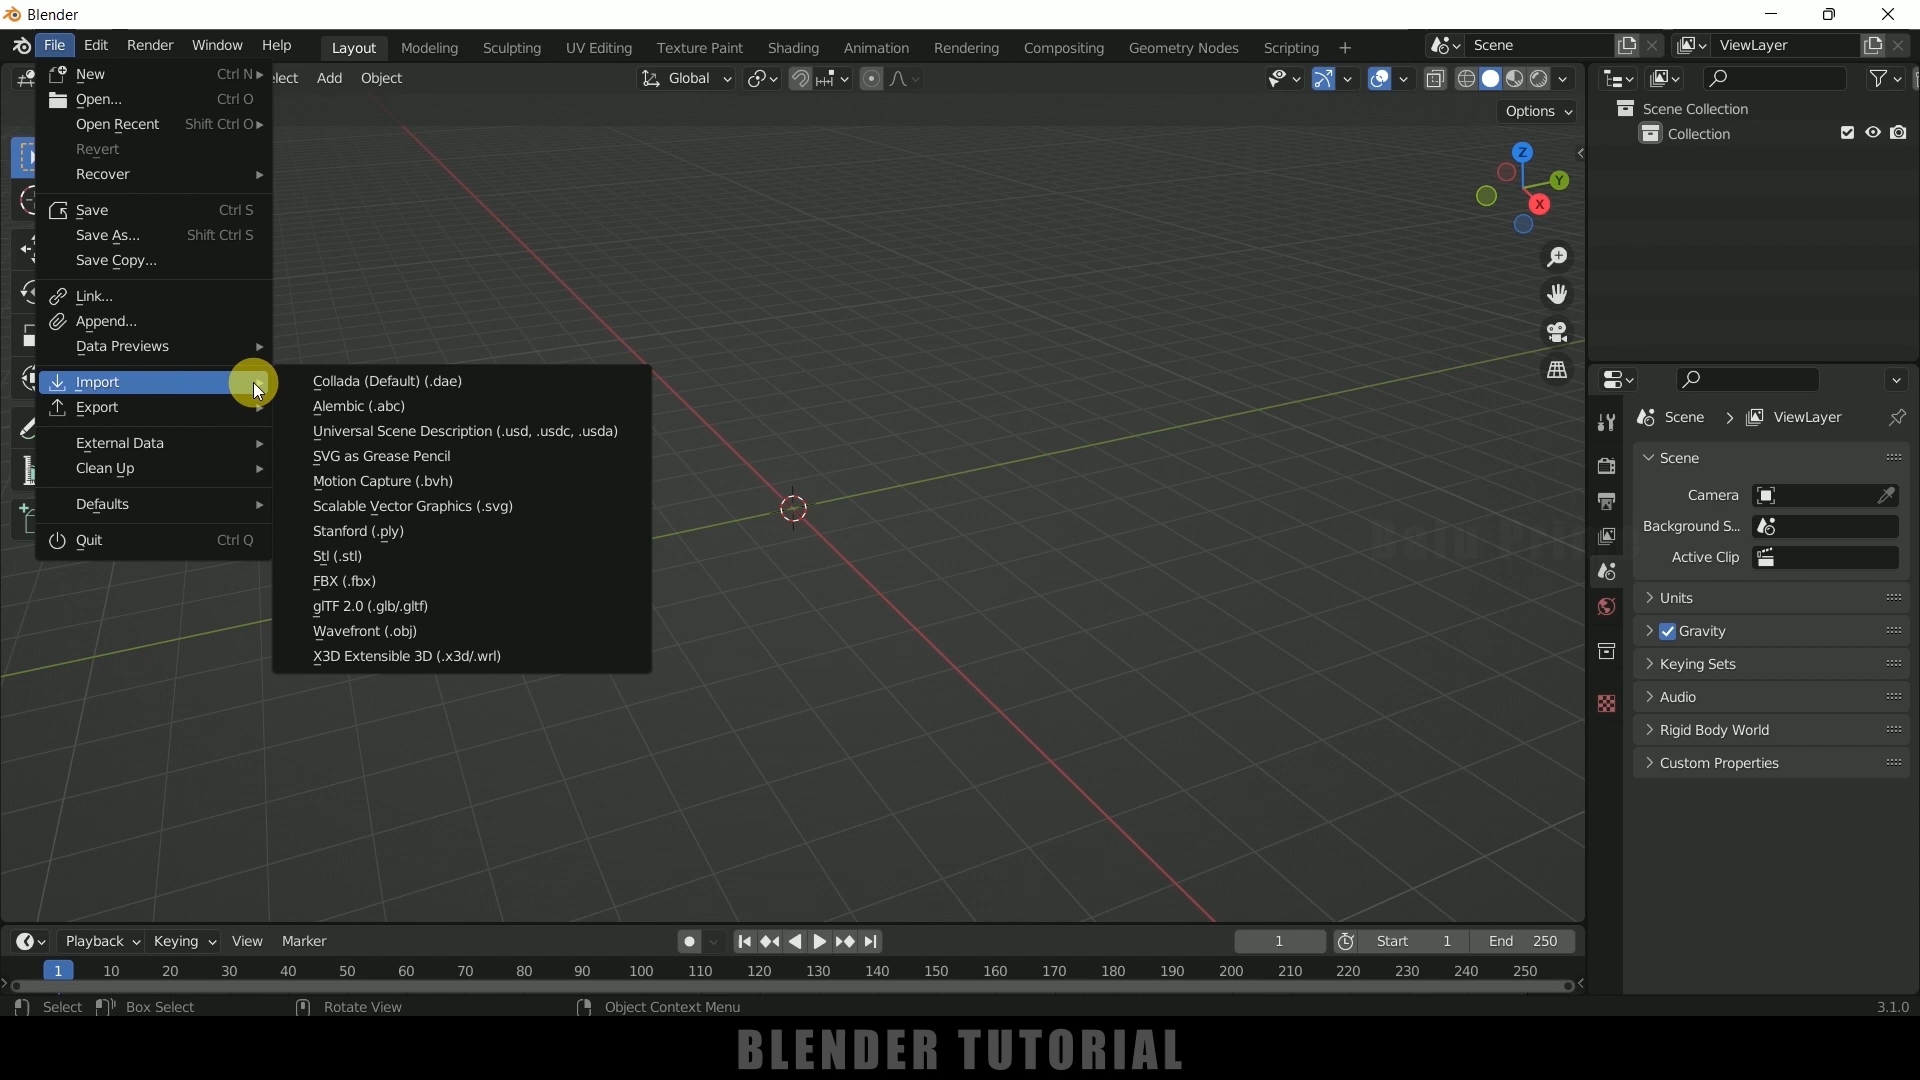 Blender
File Edit Render Window Help Layout Modeling Sculpting UV Editing Texture Paint Shading Animation Rendering Compositing Geometry Nodes Scripting + Scene ViewLayer
Add Object Global
Options
New Ctrl N
Open... Ctrl O
Open Recent Shift Ctrl O
Revert
Recover
Save Ctrl S
Save As... Shift Ctrl S
Save Copy...
Link...
Append...
Data Previews
Import
Export
External Data
Clean Up
Defaults
Quit Ctrl Q
Collada (Default) (.dae)
Alembic (.abc)
Universal Scene Description (.usd, .usdc, .usda)
SVG as Grease Pencil
Motion Capture (.bvh)
Scalable Vector Graphics (.svg)
Stanford (.ply)
Stl (.stl)
FBX (.fbx)
glTF 2.0 (.glb/.gltf)
Wavefront (.obj)
X3D Extensible 3D (.x3d/.wrl)
Z
Y
X
Scene Collection
Collection
Scene > ViewLayer
Scene
Camera
Background S...
Active Clip
Units
Gravity
Keying Sets
Audio
Rigid Body World
Custom Properties
Playback Keying View Marker 1 Start 1 End 250
1 10 20 30 40 50 60 70 80 90 100 110 120 130 140 150 160 170 180 190 200 210 220 230 240 250
Select Box Select Rotate View Object Context Menu 3.1.0
BLENDER TUTORIAL